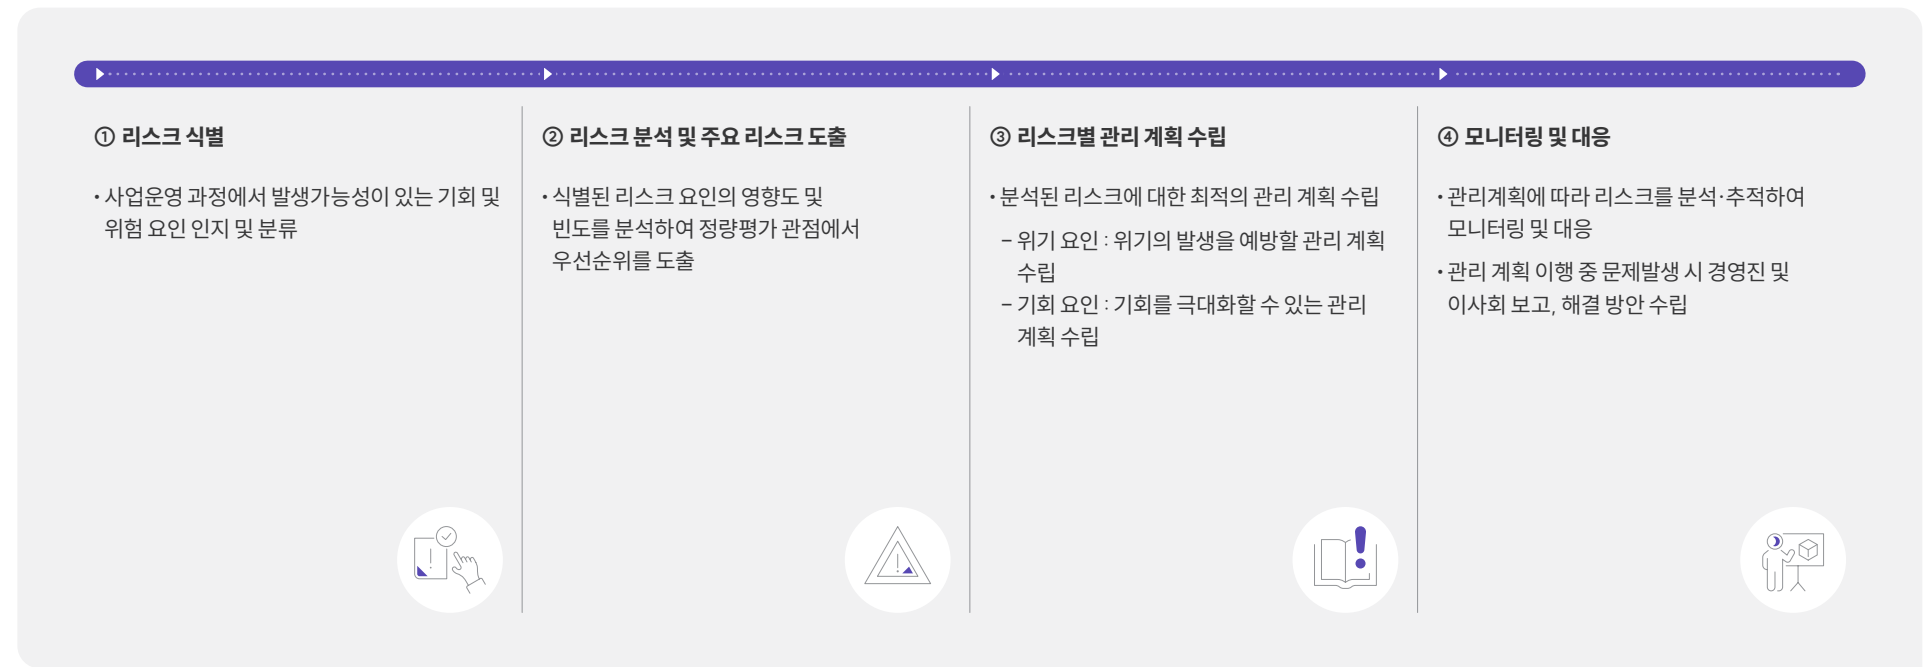 ① 리스크 식별
• 사업운영 과정에서 발생가능성이 있는 기회 및
위험 요인 인지 및 분류
② 리스크 분석 및 주요 리스크 도출
• 식별된 리스크 요인의 영향도 및
빈도를 분석하여 정량평가 관점에서
우선순위를 도출
③ 리스크별 관리 계획 수립
• 분석된 리스크에 대한 최적의 관리 계획 수립
– 위기 요인 : 위기의 발생을 예방할 관리 계획
수립
– 기회 요인 : 기회를 극대화할 수 있는 관리
계획 수립
④ 모니터링 및 대응
• 관리계획에 따라 리스크를 분석·추적하여
모니터링 및 대응
• 관리 계획 이행 중 문제발생 시 경영진 및
이사회 보고, 해결 방안 수립